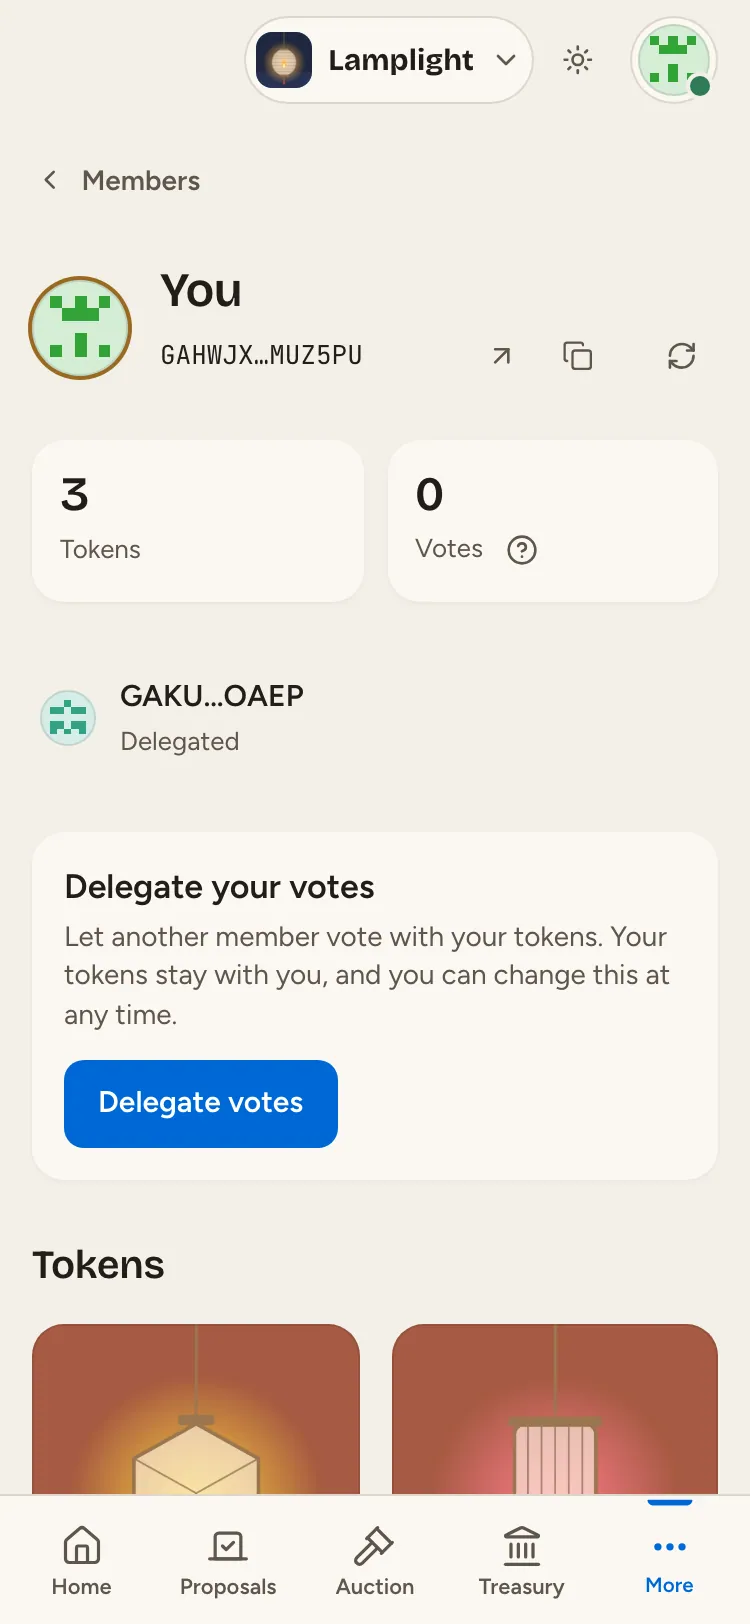 Lamplight
Members
You
GAHWJX…MUZ5PU
3
Tokens
0
Votes
GAKU…OAEP
Delegated
Delegate your votes
Let another member vote with your tokens. Your
tokens stay with you, and you can change this at
any time.
Delegate votes
Tokens
Home
Proposals
Auction
Treasury
More